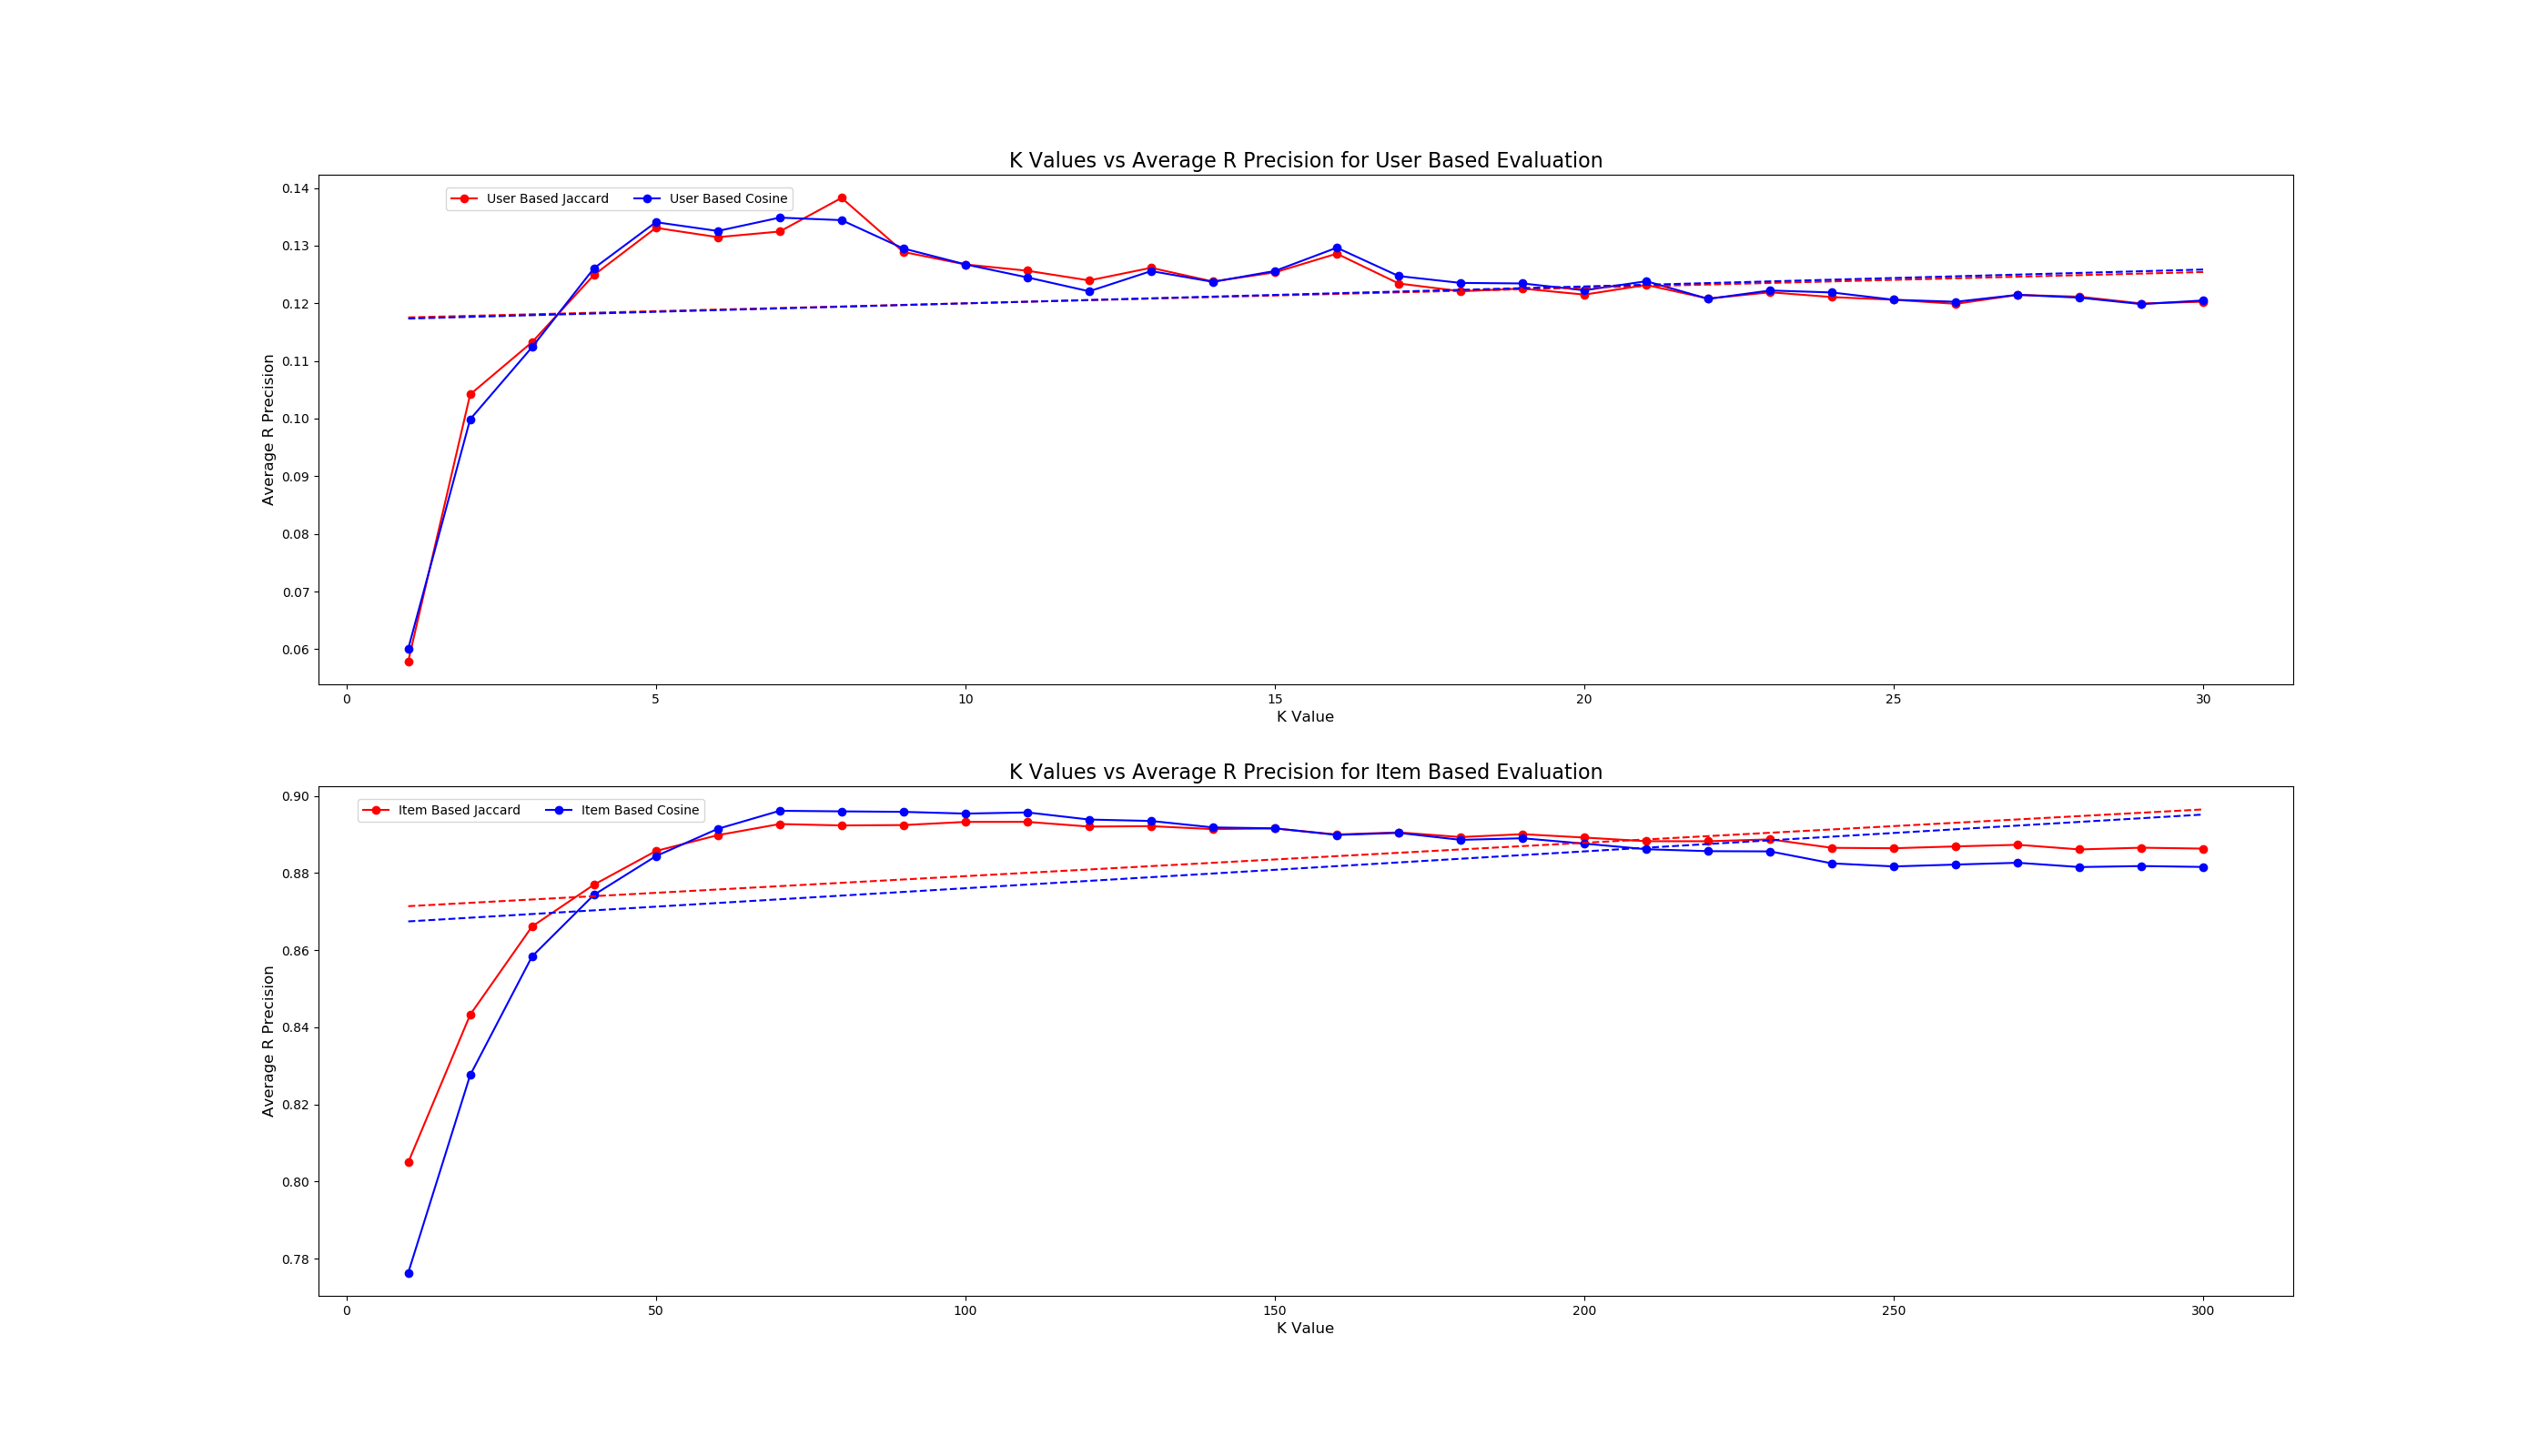 K Values vs Average R Precision for User Based Evaluation
User Based Jaccard User Based Cosine
Average R Precision
0.14
0.13
0.12
0.11
0.10
0.09
0.08
0.07
0.06
0 5 10 15 20 25 30
K Value
K Values vs Average R Precision for Item Based Evaluation
Item Based Jaccard Item Based Cosine
Average R Precision
0.90
0.88
0.86
0.84
0.82
0.80
0.78
0 50 100 150 200 250 300
K Value